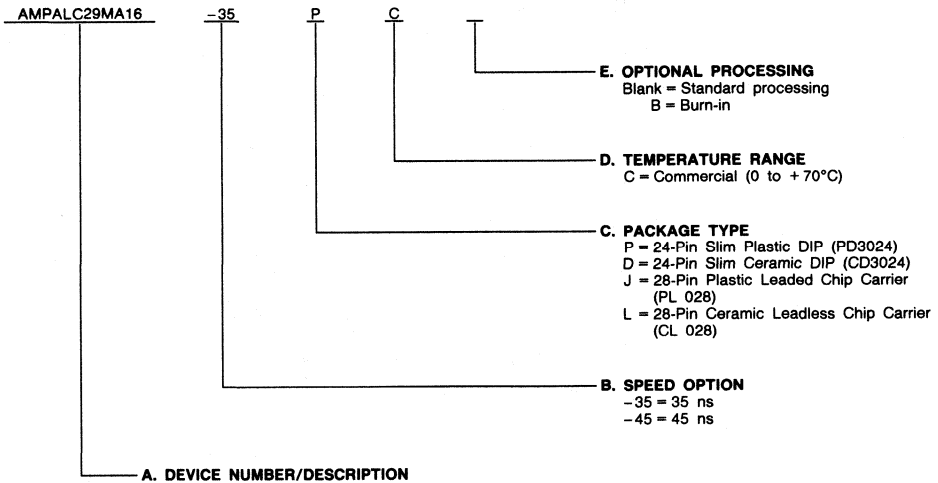 AMPALC29MA16 -35 P C
E. OPTIONAL PROCESSING
Blank = Standard processing
B = Burn-in
D. TEMPERATURE RANGE
C = Commercial (0 to +70°C)
C. PACKAGE TYPE
P = 24-Pin Slim Plastic DIP (PD3024)
D = 24-Pin Slim Ceramic DIP (CD3024)
J = 28-Pin Plastic Leaded Chip Carrier
(PL 028)
L = 28-Pin Ceramic Leadless Chip Carrier
(CL 028)
B. SPEED OPTION
-35 = 35 ns
-45 = 45 ns
A. DEVICE NUMBER/DESCRIPTION